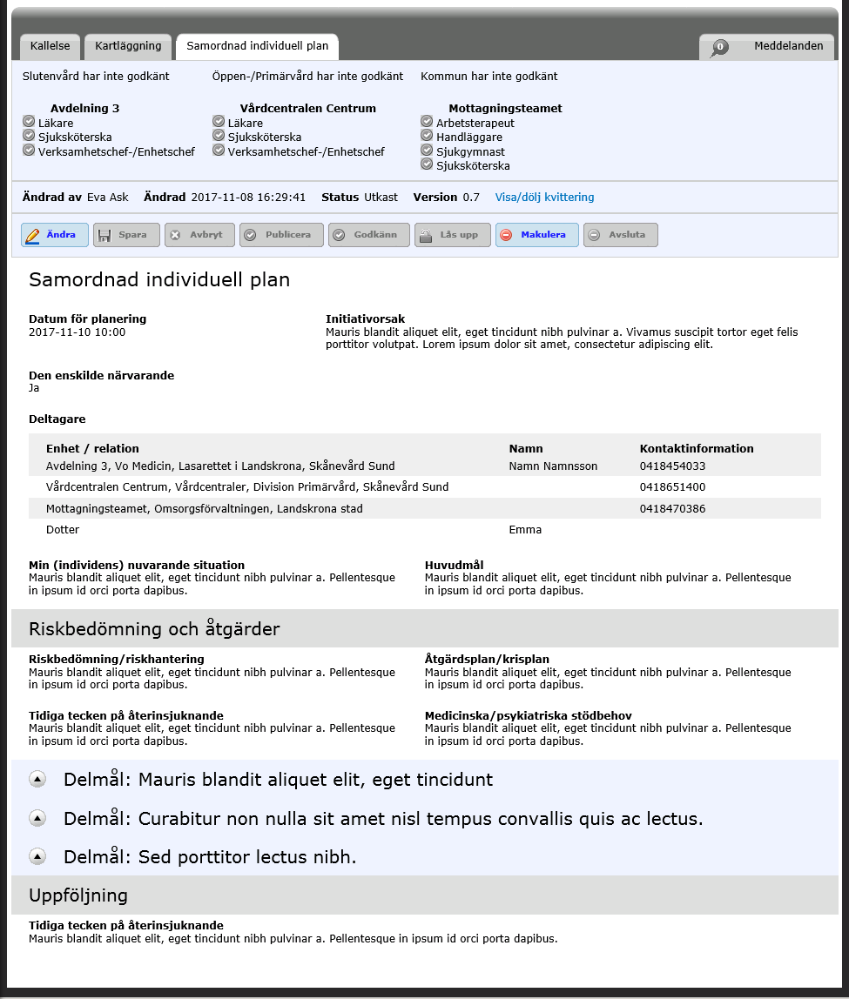 Kallelse Kartläggning Samordnad individuell plan Meddelanden
Slutenvård har inte godkänt Öppen-/Primärvård har inte godkänt Kommun har inte godkänt
Avdelning 3 Vårdcentralen Centrum Mottagningsteamet
Läkare Läkare Arbetsterapeut
Sjuksköterska Sjuksköterska Handläggare
Verksamhetschef-/Enhetschef Verksamhetschef-/Enhetschef Sjukgymnast
Sjuksköterska
Ändrad av Eva Ask Ändrad 2017-11-08 16:29:41 Status Utkast Version 0.7 Visa/dölj kvittering
Ändra Spara Avbryt Publicera Godkänn Lås upp Makulera Avsluta
Samordnad individuell plan
Datum för planering Initiativorsak
2017-11-10 10:00 Mauris blandit aliquet elit, eget tincidunt nibh pulvinar a. Vivamus suscipit tortor eget felis
porttitor volutpat. Lorem ipsum dolor sit amet, consectetur adipiscing elit.
Den enskilde närvarande
Ja
Deltagare
Enhet / relation Namn Kontaktinformation
Avdelning 3, Vo Medicin, Lasarettet i Landskrona, Skånevård Sund Namn Namnsson 0418454033
Vårdcentralen Centrum, Vårdcentraler, Division Primärvård, Skånevård Sund 0418651400
Mottagningsteamet, Omsorgsförvaltningen, Landskrona stad 0418470386
Dotter Emma
Min (individens) nuvarande situation Huvudmål
Mauris blandit aliquet elit, eget tincidunt nibh pulvinar a. Pellentesque Mauris blandit aliquet elit, eget tincidunt nibh pulvinar a. Pellentesque
in ipsum id orci porta dapibus. in ipsum id orci porta dapibus.
Riskbedömning och åtgärder
Riskbedömning/riskhantering Åtgärdsplan/krisplan
Mauris blandit aliquet elit, eget tincidunt nibh pulvinar a. Pellentesque Mauris blandit aliquet elit, eget tincidunt nibh pulvinar a. Pellentesque
in ipsum id orci porta dapibus. in ipsum id orci porta dapibus.
Tidiga tecken på återinsjuknande Medicinska/psykiatriska stödbehov
Mauris blandit aliquet elit, eget tincidunt nibh pulvinar a. Pellentesque Mauris blandit aliquet elit, eget tincidunt nibh pulvinar a. Pellentesque
in ipsum id orci porta dapibus. in ipsum id orci porta dapibus.
Delmål: Mauris blandit aliquet elit, eget tincidunt
Delmål: Curabitur non nulla sit amet nisl tempus convallis quis ac lectus.
Delmål: Sed porttitor lectus nibh.
Uppföljning
Tidiga tecken på återinsjuknande
Mauris blandit aliquet elit, eget tincidunt nibh pulvinar a. Pellentesque in ipsum id orci porta dapibus.